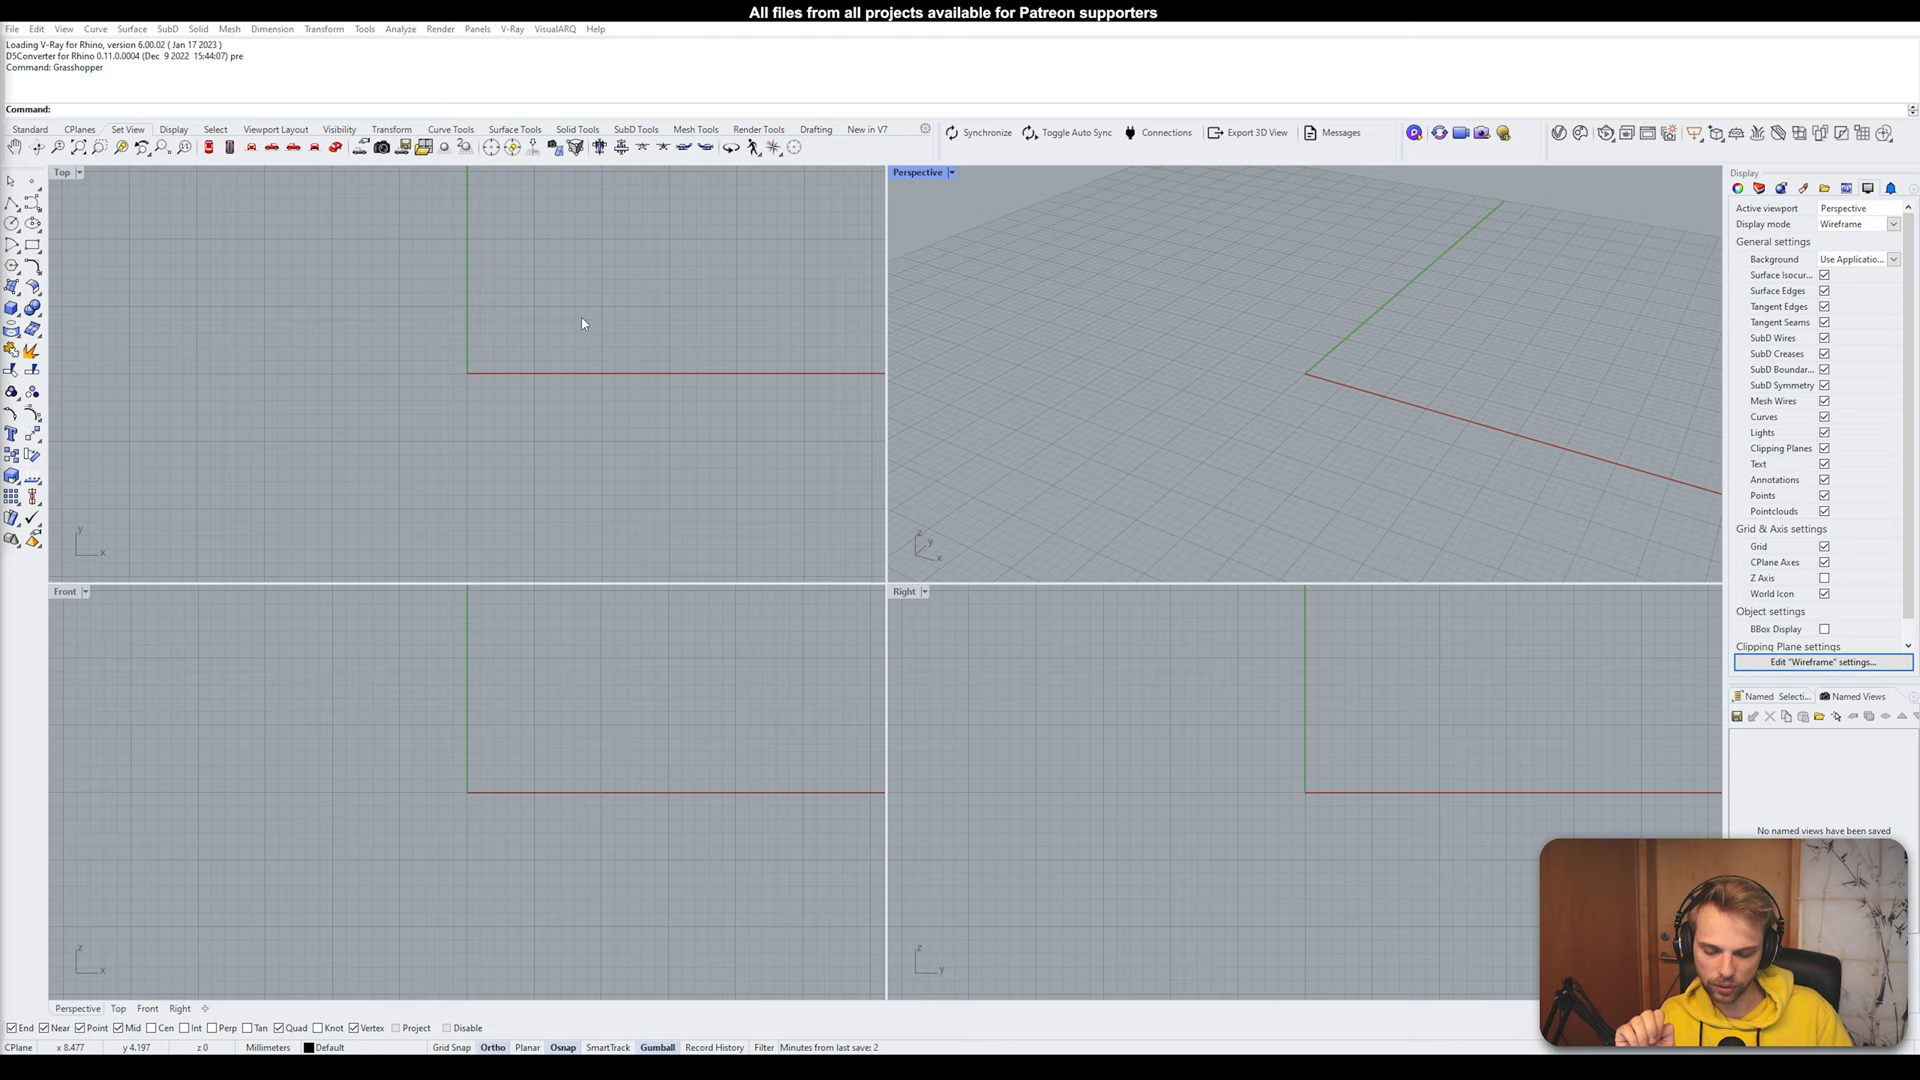 All files from all projects available for Patreon supporters
File Edit View Curve Surface SubD Solid Mesh Dimension Transform Tools Analyze Render Panels V-Ray VisualARQ Help
Loading V-Ray for Rhino, version 6.00.02 ( Jan 17 2023 )
D5Converter for Rhino 0.11.0.0004 (Dec 9 2022 15:44:07) pre
Command: Grasshopper
Command:
Standard CPlanes Set View Display Select Viewport Layout Visibility Transform Curve Tools Surface Tools Solid Tools SubD Tools Mesh Tools Render Tools Drafting New in V7
Synchronize Toggle Auto Sync Connections Export 3D View Messages
Top
Perspective
Front
Right
y
x
z
y
x
z
x
z
y
Display
Active viewport Perspective
Display mode Wireframe
General settings
Background Use Applicatio...
Surface Isocur...
Surface Edges
Tangent Edges
Tangent Seams
SubD Wires
SubD Creases
SubD Boundar...
SubD Symmetry
Mesh Wires
Curves
Lights
Clipping Planes
Text
Annotations
Points
Pointclouds
Grid & Axis settings
Grid
CPlane Axes
Z Axis
World Icon
Object settings
BBox Display
Clipping Plane settings
Edit "Wireframe" settings...
Named Selecti... Named Views
No named views have been saved
Perspective Top Front Right
End Near Point Mid Cen Int Perp Tan Quad Knot Vertex Project Disable
CPlane x 8.477 y 4.197 z 0 Millimeters Default Grid Snap Ortho Planar Osnap SmartTrack Gumball Record History Filter Minutes from last save: 2